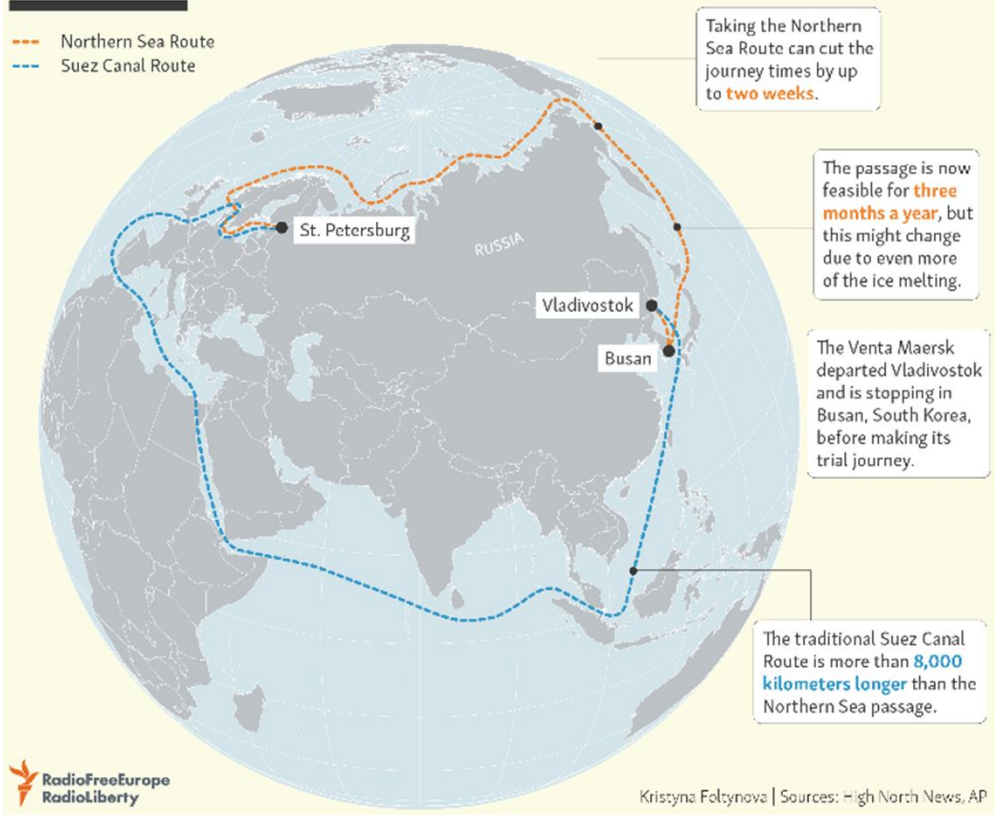 Northern Sea Route
Suez Canal Route
Taking the Northern
Sea Route can cut the
journey times by up
to two weeks.
The passage is now
feasible for three
months a year, but
this might change
due to even more
of the ice melting.
St. Petersburg
RUSSIA
Vladivostok
Busan
The Venta Maersk
departed Vladivostok
and is stopping in
Busan, South Korea,
before making its
trial journey.
The traditional Suez Canal
Route is more than 8,000
kilometers longer than the
Northern Sea passage.
RadioFreeEurope
RadioLiberty
Kristyna Foltynova | Sources: High North News, AP